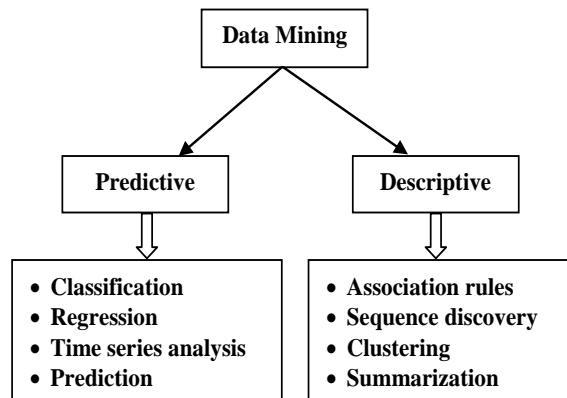 Data Mining
Predictive
Descriptive
• Classification
• Regression
• Time series analysis
• Prediction
• Association rules
• Sequence discovery
• Clustering
• Summarization